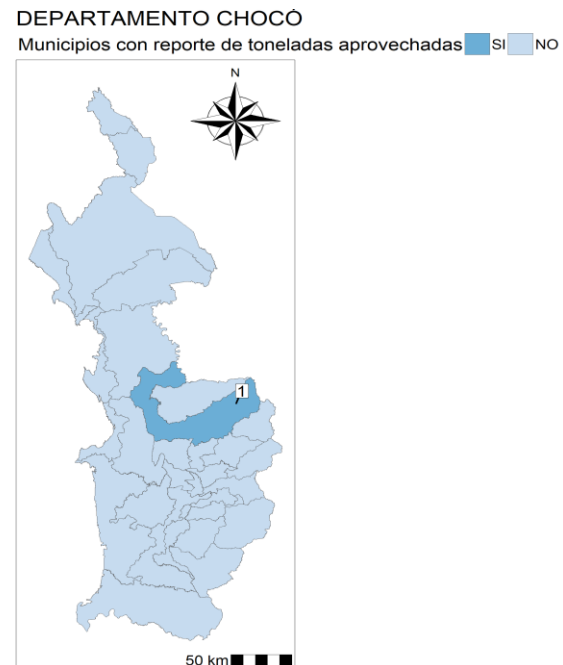 DEPARTAMENTO CHOCÓ
Municipios con reporte de toneladas aprovechadas SI NO
N
1
50 km